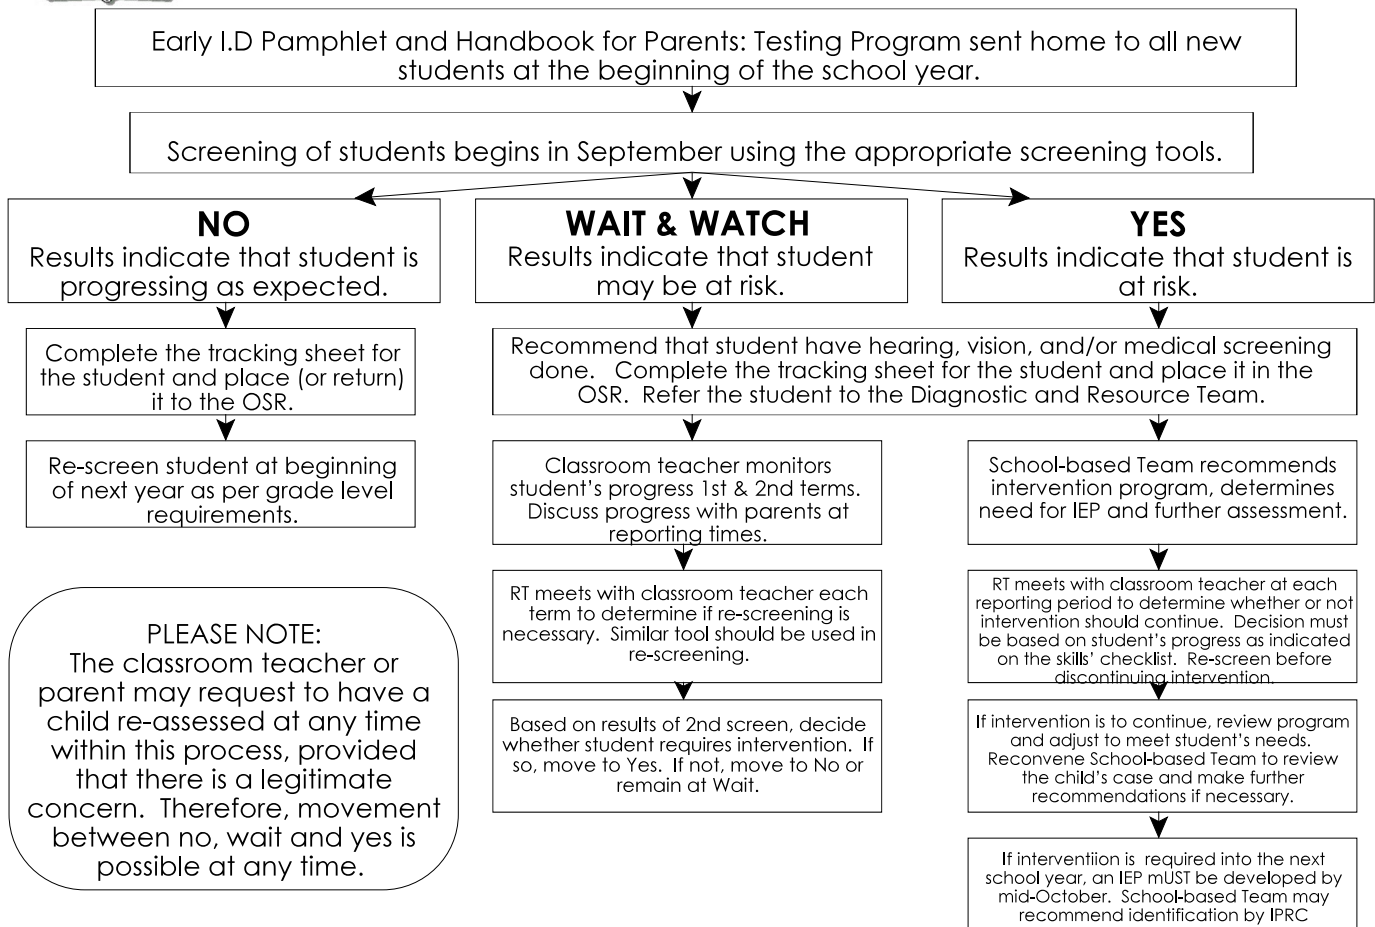 Early I.D Pamphlet and Handbook for Parents: Testing Program sent home to all new
students at the beginning of the school year.
Screening of students begins in September using the appropriate screening tools.
NO
Results indicate that student is
progressing as expected.
Complete the tracking sheet for
the student and place (or return)
it to the OSR.
Re-screen student at beginning
of next year as per grade level
requirements.
PLEASE NOTE:
The classroom teacher or
parent may request to have a
child re-assessed at any time
within this process, provided
that there is a legitimate
concern. Therefore, movement
between no, wait and yes is
possible at any time.
WAIT & WATCH
Results indicate that student
may be at risk.
YES
Results indicate that student is
at risk.
Recommend that student have hearing, vision, and/or medical screening
done. Complete the tracking sheet for the student and place it in the
OSR. Refer the student to the Diagnostic and Resource Team.
Classroom teacher monitors
student's progress 1st & 2nd terms.
Discuss progress with parents at
reporting times.
RT meets with classroom teacher each
term to determine if re-screening is
necessary. Similar tool should be used in
re-screening.
Based on results of 2nd screen, decide
whether student requires intervention. If
so, move to Yes. If not, move to No or
remain at Wait.
School-based Team recommends
intervention program, determines
need for IEP and further assessment.
RT meets with classroom teacher at each
reporting period to determine whether or not
intervention should continue. Decision must
be based on student's progress as indicated
on the skills' checklist. Re-screen before
discontinuing intervention.
If intervention is to continue, review program
and adjust to meet student's needs.
Reconvene School-based Team to review
the child's case and make further
recommendations if necessary.
If interventiion is required into the next
school year, an IEP mUST be developed by
mid-October. School-based Team may
recommend identification by IPRC